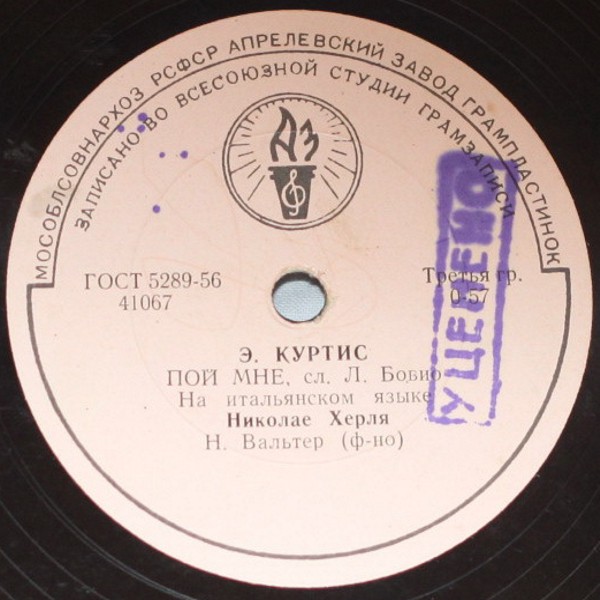 МОСОБЛСОВНАРХОЗ РСФСР АПРЕЛЕВСКИЙ ЗАВОД ГРАМПЛАСТИНОК
ЗАПИСАНО ВО ВСЕСОЮЗНОЙ СТУДИИ ГРАМЗАПИСИ
АЗ
ГОСТ 5289-56
41067
Третья гр.
0-57
УЦЕНЕНО
Э. КУРТИС
ПОЙ МНЕ, сл. Л. Бовио
На итальянском языке
Николае Херля
Н. Вальтер (ф-но)